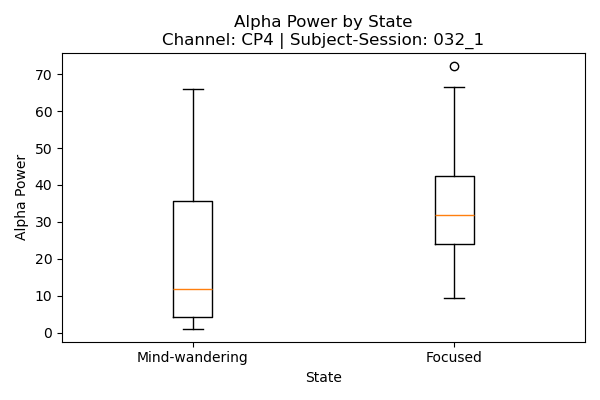 Alpha Power by State
Channel: CP4 | Subject-Session: 032_1
Alpha Power
70
60
50
40
30
20
10
0
Mind-wandering
Focused
State